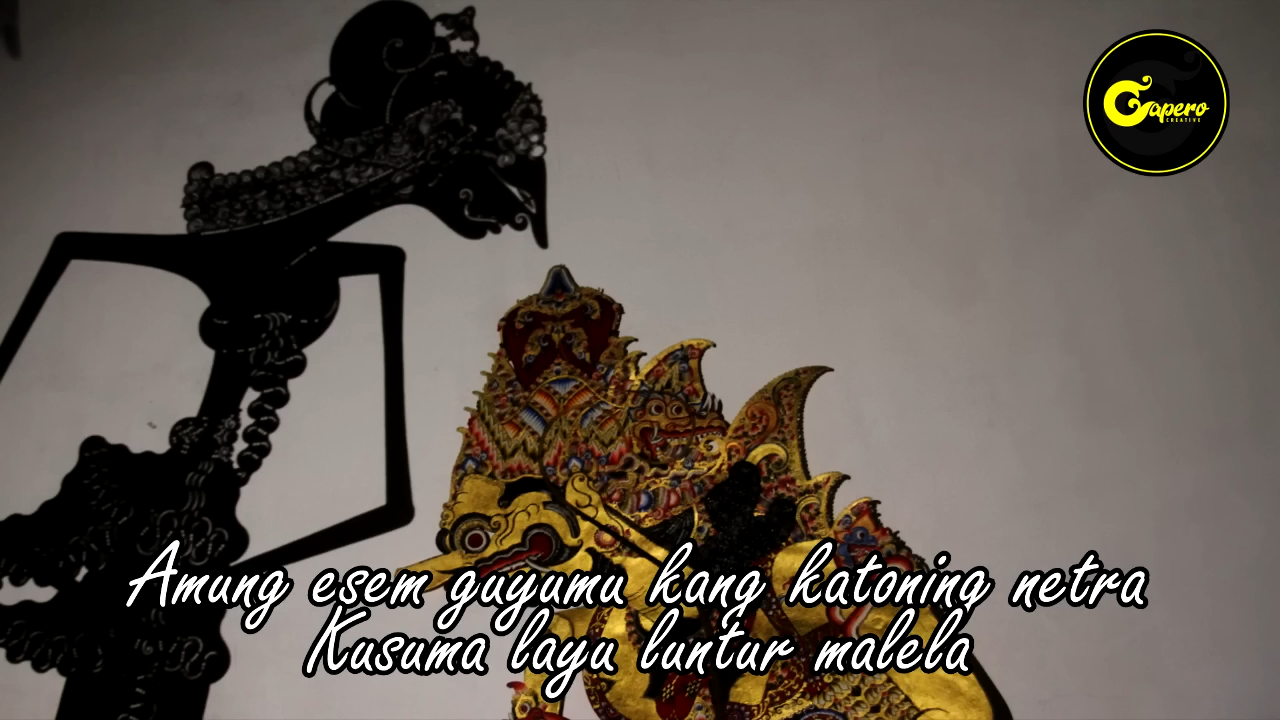 Gapero
CREATIVE
Amung esem guyumu kang katoning netra
Kusuma layu luntur malela